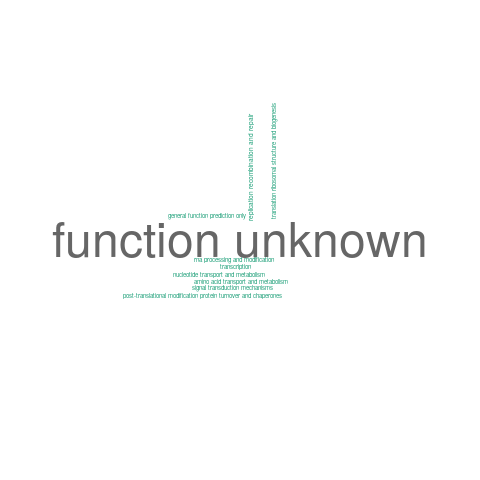 replication recombination and repair
translation ribosomal structure and biogenesis
general function prediction only
function unknown
rna processing and modification
transcription
nucleotide transport and metabolism
amino acid transport and metabolism
signal transduction mechanisms
post-translational modification protein turnover and chaperones